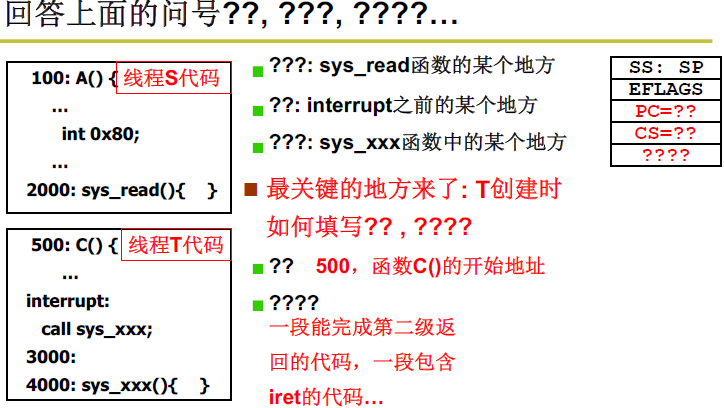 回答上面的问号??, ???, ????…
100: A() { 线程S代码
…
int 0x80;
…
2000: sys_read(){ }
500: C() { 线程T代码
…
interrupt:
call sys_xxx;
3000:
4000: sys_xxx(){ }
???: sys_read函数的某个地方
??: interrupt之前的某个地方
???: sys_xxx函数中的某个地方
最关键的地方来了: T创建时
如何填写?? , ????
?? 500，函数C()的开始地址
????
一段能完成第二级返
回的代码，一段包含
iret的代码…
SS: SP
EFLAGS
PC=??
CS=??
????